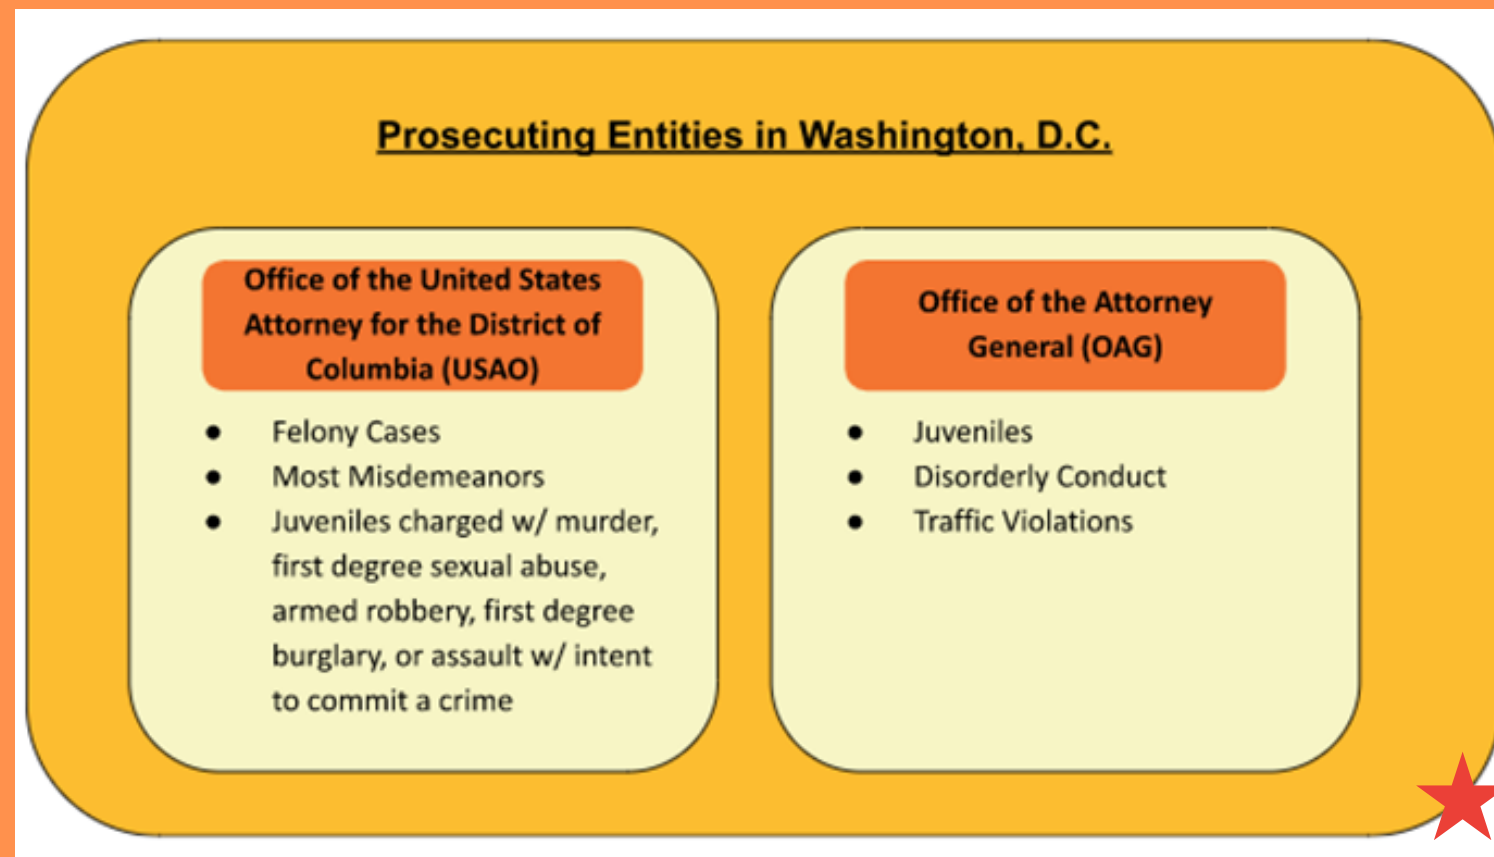 Prosecuting Entities in Washington, D.C.
Office of the United States
Attorney for the District of
Columbia (USAO)
● Felony Cases
● Most Misdemeanors
● Juveniles charged w/ murder,
first degree sexual abuse,
armed robbery, first degree
burglary, or assault w/ intent
to commit a crime
Office of the Attorney
General (OAG)
● Juveniles
● Disorderly Conduct
● Traffic Violations